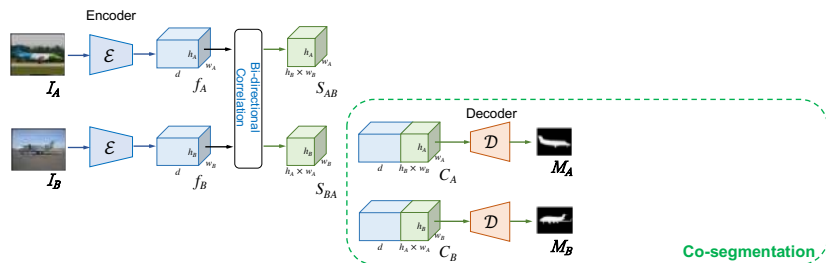 Encoder
ℰ
h_A
w_A
d
I_A
f_A
Bi-directional
Correlation
h_A
w_A
h_B × w_B
S_AB
ℰ
h_B
w_B
d
I_B
f_B
h_B
w_B
h_A × w_A
S_BA
Decoder
h_A
w_A
d
h_B × w_B
C_A
𝒟
M_A
h_B
w_B
d
h_A × w_A
C_B
𝒟
M_B
Co-segmentation